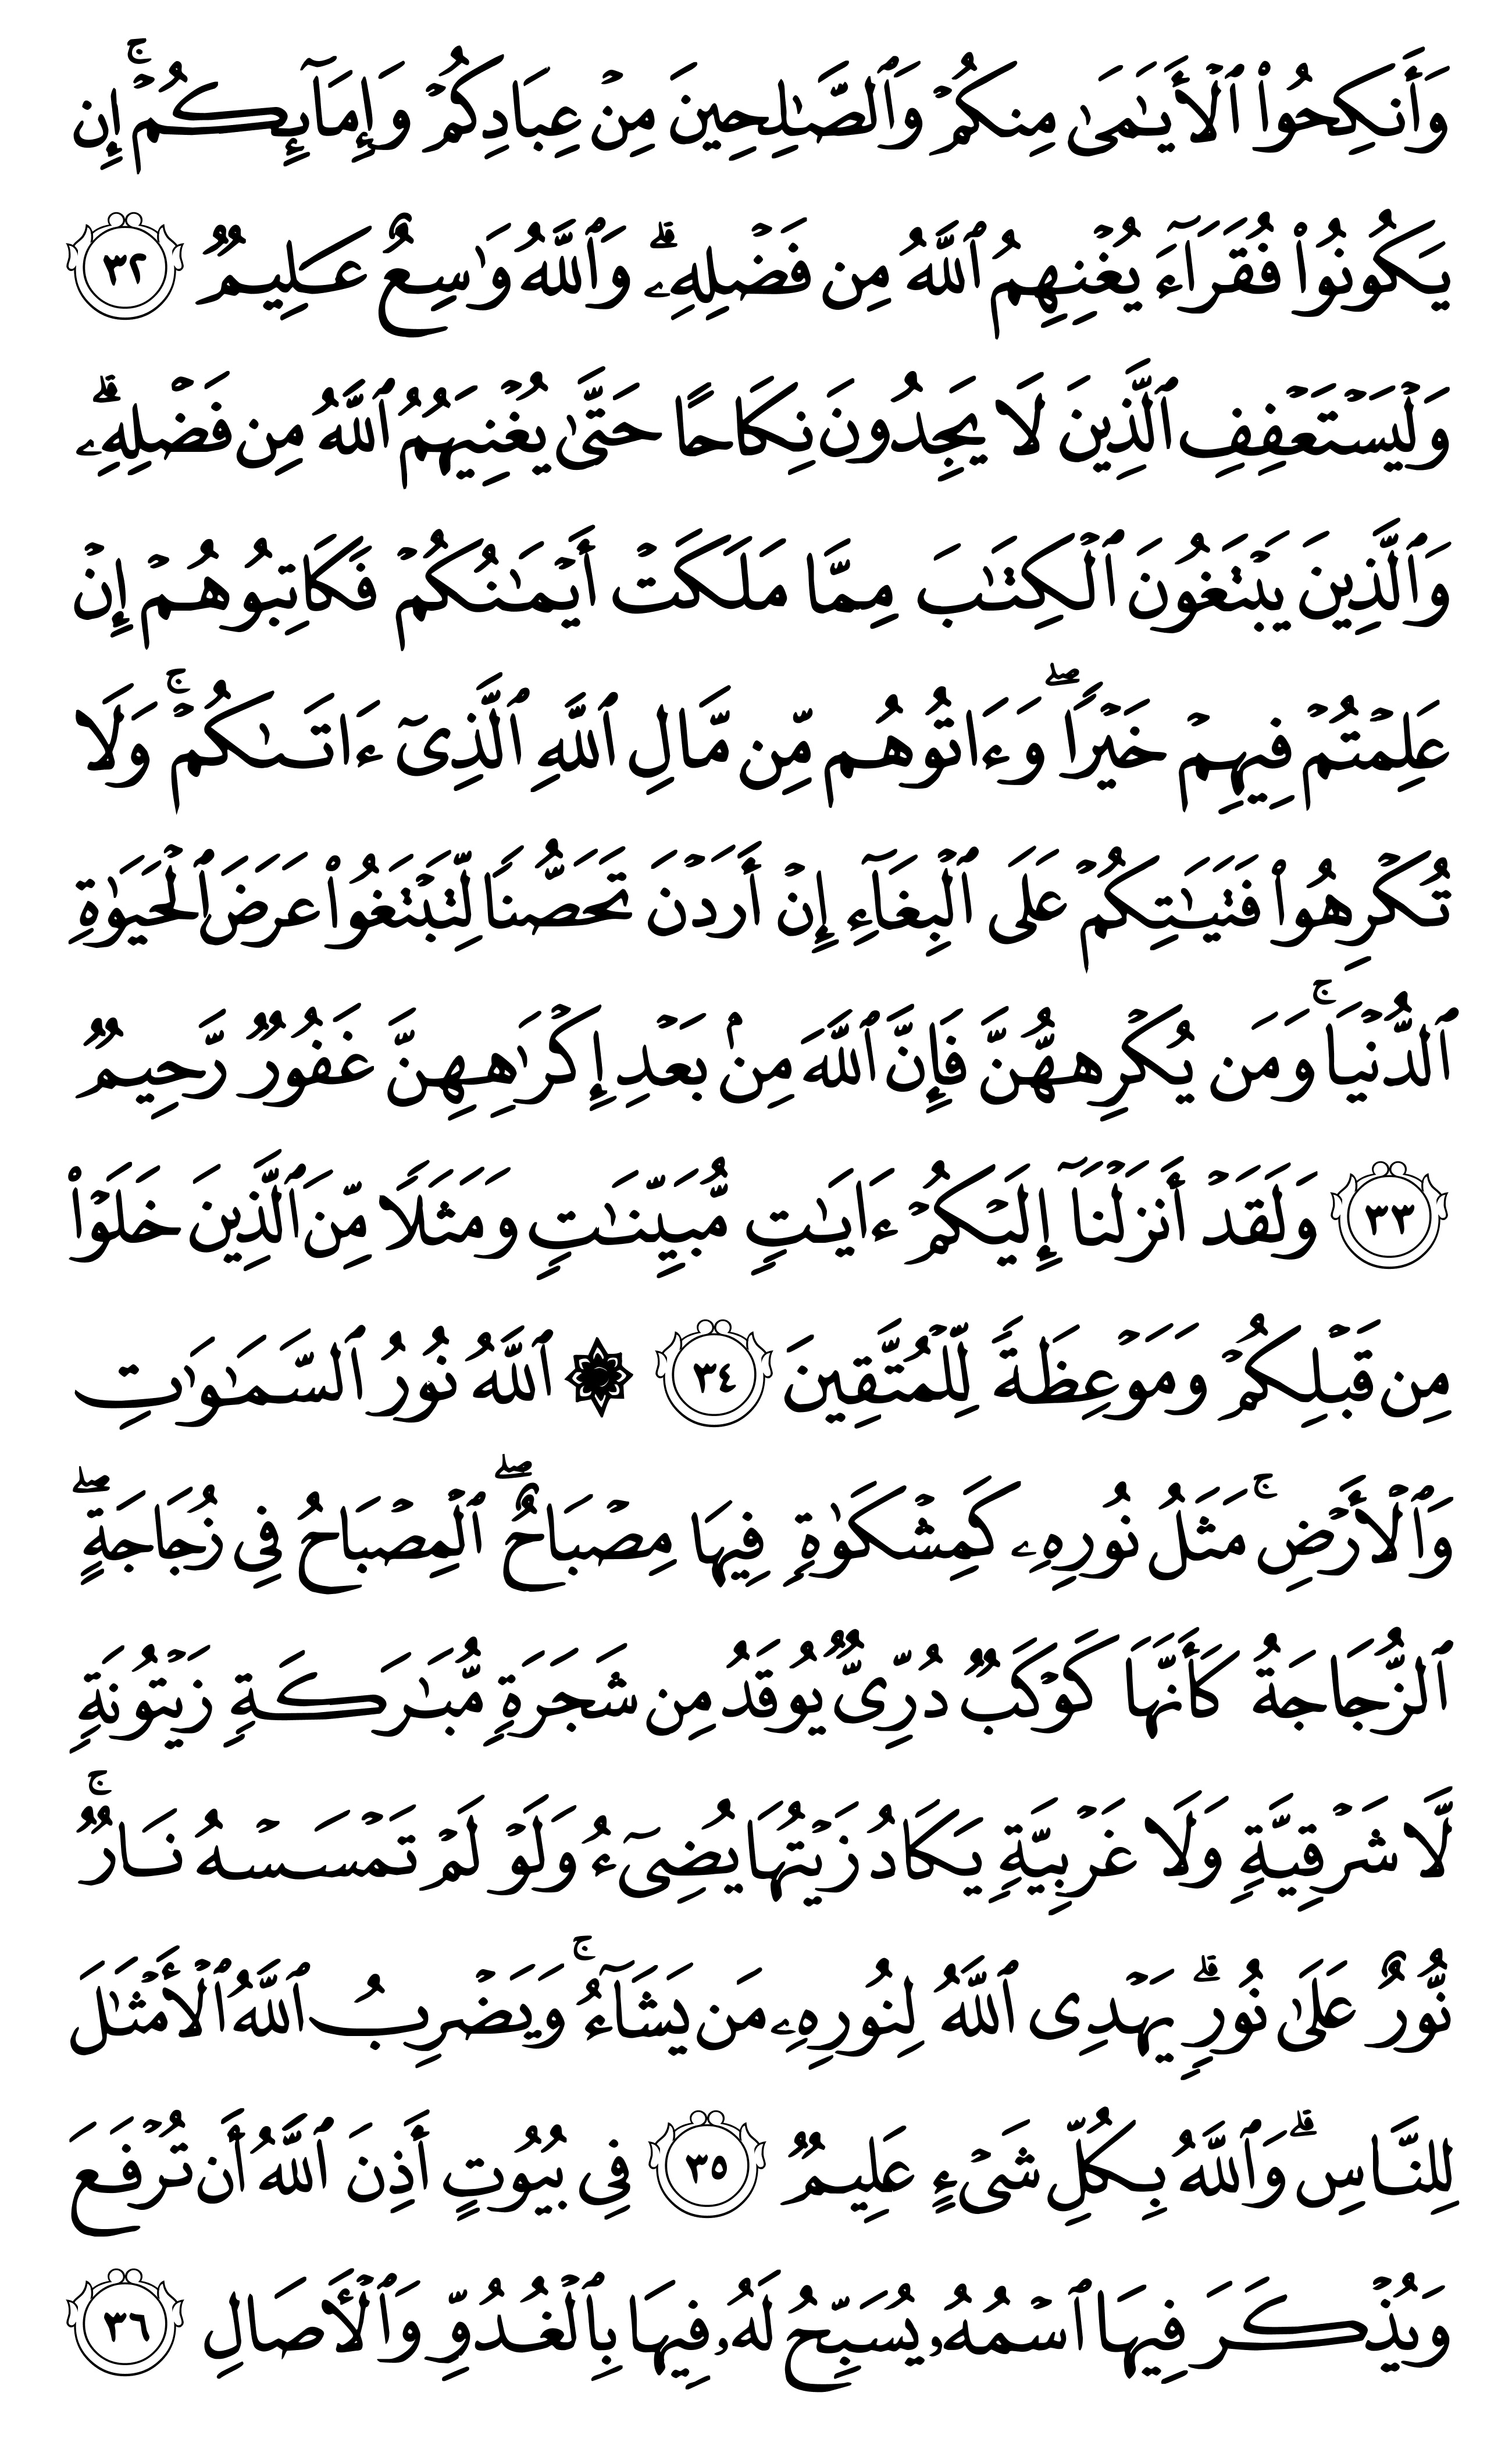 وَأَنكِحُوا۟ ٱلْأَيَـٰمَىٰ مِنكُمْ وَٱلصَّـٰلِحِينَ مِنْ عِبَادِكُمْ وَإِمَآئِكُمْ ۚ إِن
يَكُونُوا۟ فُقَرَآءَ يُغْنِهِمُ ٱللَّهُ مِن فَضْلِهِۦ ۗ وَٱللَّهُ وَٰسِعٌ عَلِيمٌ ٣٢
وَلْيَسْتَعْفِفِ ٱلَّذِينَ لَا يَجِدُونَ نِكَاحًا حَتَّىٰ يُغْنِيَهُمُ ٱللَّهُ مِن فَضْلِهِۦ ۗ
وَٱلَّذِينَ يَبْتَغُونَ ٱلْكِتَـٰبَ مِمَّا مَلَكَتْ أَيْمَـٰنُكُمْ فَكَاتِبُوهُمْ إِنْ
عَلِمْتُمْ فِيهِمْ خَيْرًا ۖ وَءَاتُوهُم مِّن مَّالِ ٱللَّهِ ٱلَّذِىٓ ءَاتَىٰكُمْ ۚ وَلَا
تُكْرِهُوا۟ فَتَيَـٰتِكُمْ عَلَى ٱلْبِغَآءِ إِنْ أَرَدْنَ تَحَصُّنًا لِّتَبْتَغُوا۟ عَرَضَ ٱلْحَيَوٰةِ
ٱلدُّنْيَا ۚ وَمَن يُكْرِههُّنَّ فَإِنَّ ٱللَّهَ مِنۢ بَعْدِ إِكْرَٰهِهِنَّ غَفُورٌ رَّحِيمٌ
٣٣ وَلَقَدْ أَنزَلْنَآ إِلَيْكُمْ ءَايَـٰتٍ مُّبَيِّنَـٰتٍ وَمَثَلًا مِّنَ ٱلَّذِينَ خَلَوْا۟
مِن قَبْلِكُمْ وَمَوْعِظَةً لِّلْمُتَّقِينَ ٣٤ ۞ ٱللَّهُ نُورُ ٱلسَّمَـٰوَٰتِ
وَٱلْأَرْضِ ۚ مَثَلُ نُورِهِۦ كَمِشْكَوٰةٍ فِيهَا مِصْبَاحٌ ۖ ٱلْمِصْبَاحُ فِى زُجَاجَةٍ ۖ
ٱلزُّجَاجَةُ كَأَنَّهَا كَوْكَبٌ دُرِّىٌّ يُوقَدُ مِن شَجَرَةٍ مُّبَـٰرَكَةٍ زَيْتُونَةٍ
لَّا شَرْقِيَّةٍ وَلَا غَرْبِيَّةٍ يَكَادُ زَيْتُهَا يُضِىٓءُ وَلَوْ لَمْ تَمْسَسْهُ نَارٌ ۚ
نُّورٌ عَلَىٰ نُورٍ ۗ يَهْدِى ٱللَّهُ لِنُورِهِۦ مَن يَشَآءُ ۚ وَيَضْرِبُ ٱللَّهُ ٱلْأَمْثَـٰلَ
لِلنَّاسِ ۗ وَٱللَّهُ بِكُلِّ شَىْءٍ عَلِيمٌ ٣٥ فِى بُيُوتٍ أَذِنَ ٱللَّهُ أَن تُرْفَعَ
وَيُذْكَرَ فِيهَا ٱسْمُهُۥ يُسَبِّحُ لَهُۥ فِيهَا بِٱلْغُدُوِّ وَٱلْأَصَالِ ٣٦